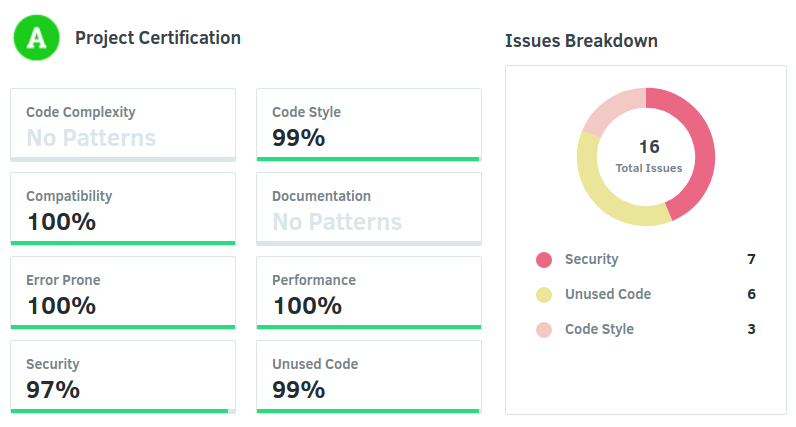 A
Project Certification
Code Complexity
No Patterns
Code Style
99%
Compatibility
100%
Documentation
No Patterns
Error Prone
100%
Performance
100%
Security
97%
Unused Code
99%
Issues Breakdown
16
Total Issues
Security 7
Unused Code 6
Code Style 3